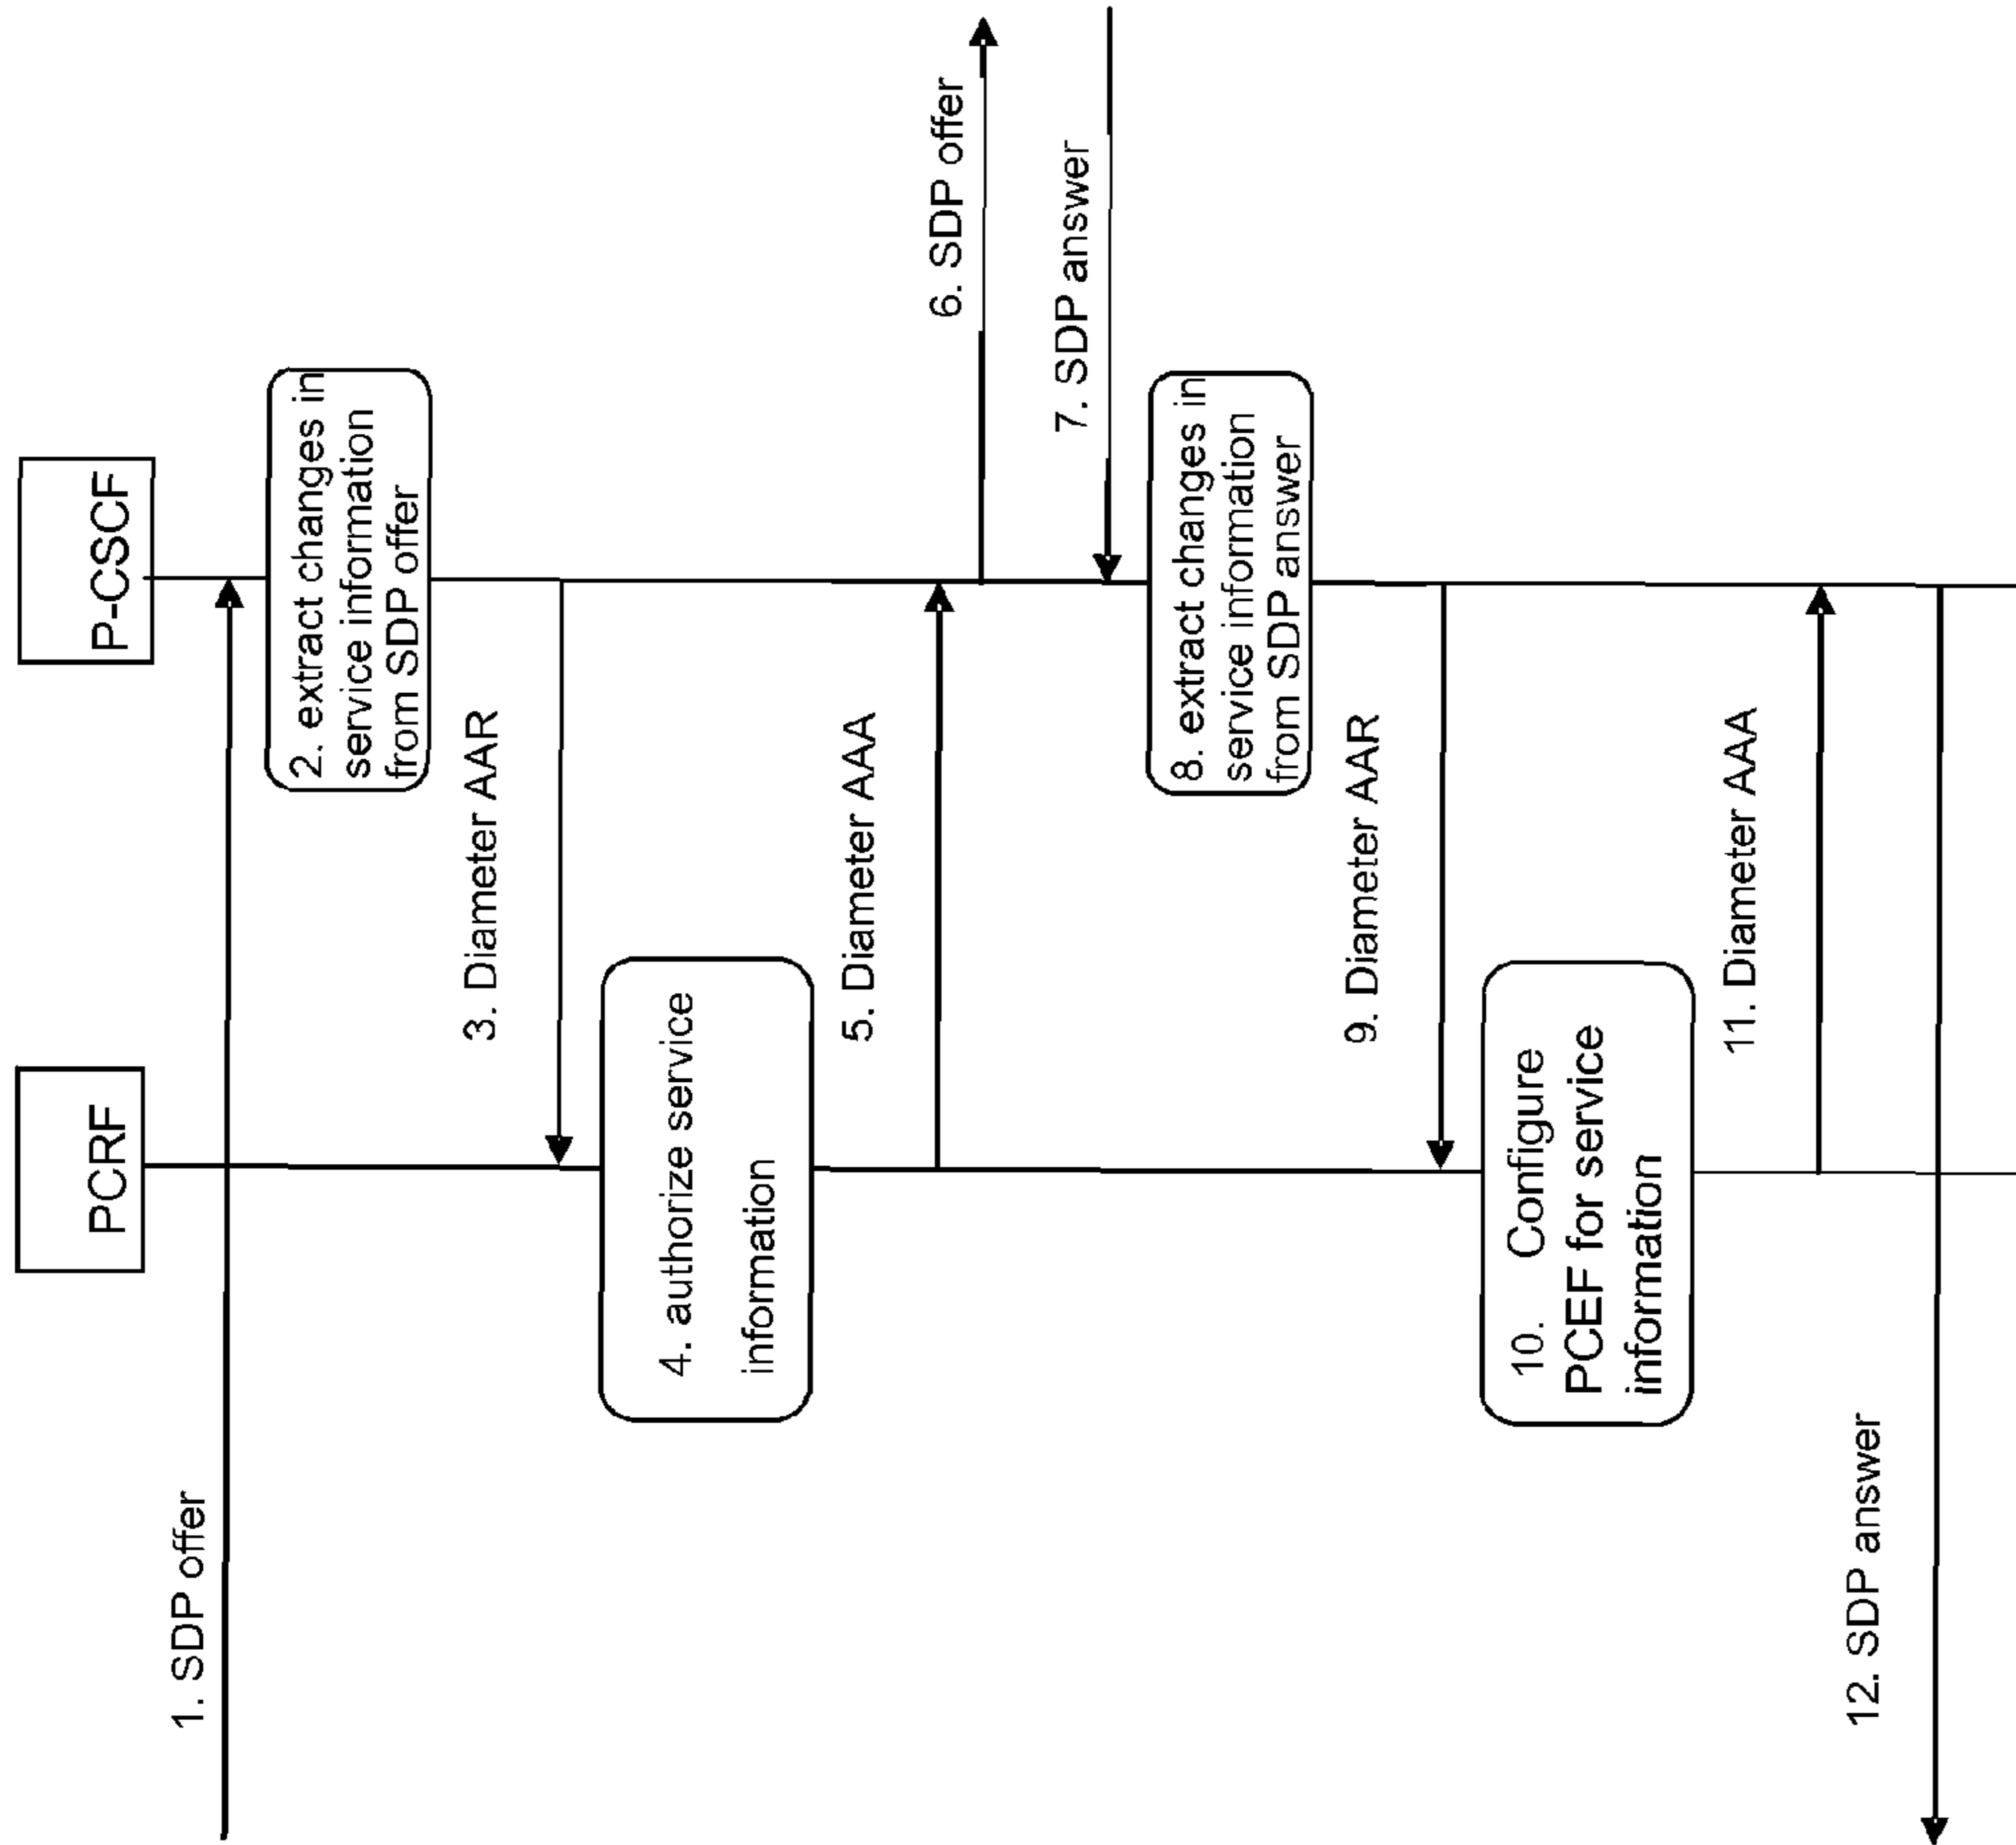 PCRF
P-CSCF
1. SDP offer
2. extract changes in
service information
from SDP offer
3. Diameter AAR
4. authorize service
information
5. Diameter AAA
6. SDP offer
7. SDP answer
8. extract changes in
service information
from SDP answer
9. Diameter AAR
10. Configure
PCEF for service
information
11. Diameter AAA
12. SDP answer